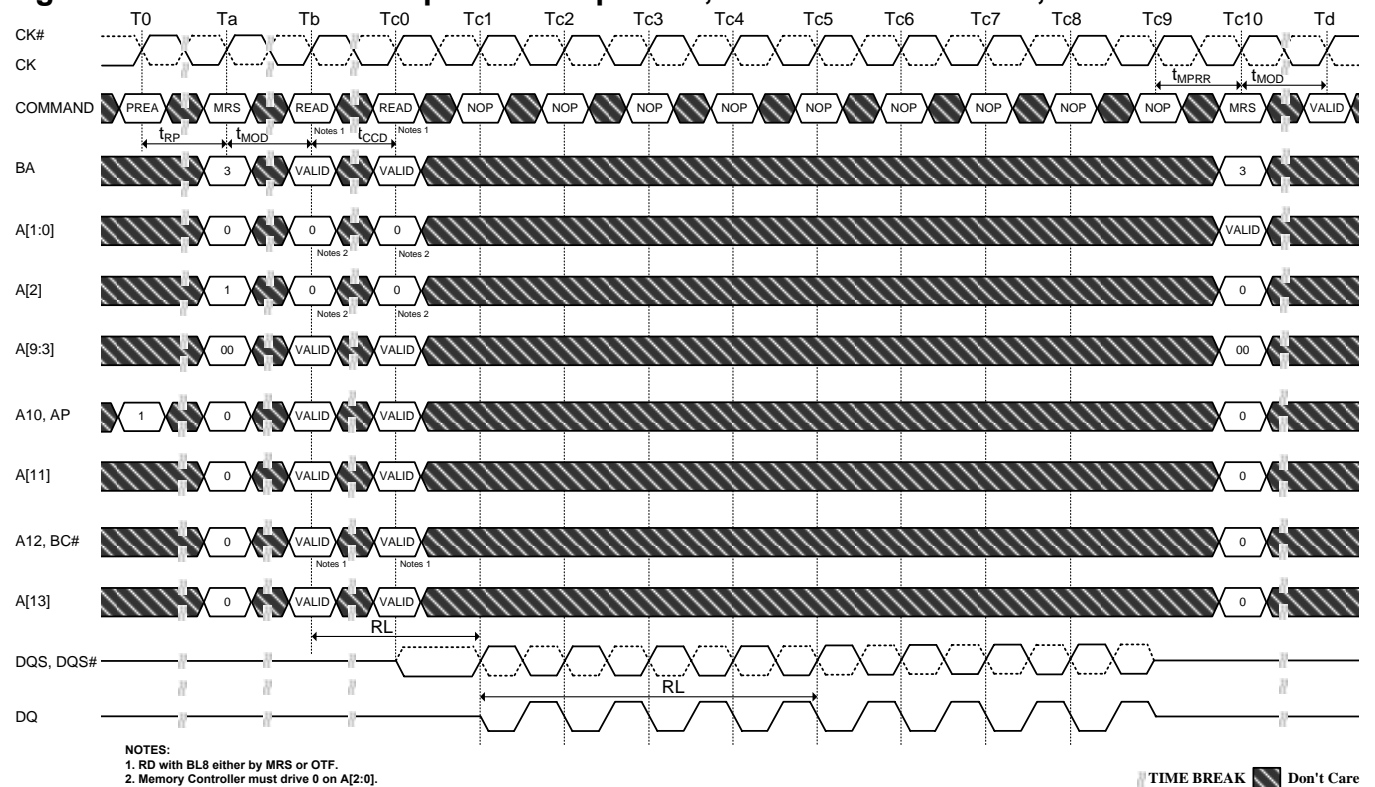 T0 Ta Tb Tc0 Tc1 Tc2 Tc3 Tc4 Tc5 Tc6 Tc7 Tc8 Tc9 Tc10 Td
CK#
CK
tMPRR tMOD
COMMAND PREA MRS READ READ NOP NOP NOP NOP NOP NOP NOP NOP NOP MRS VALID
Notes 1 Notes 1
tRP tMOD tCCD
BA 3 VALID VALID 3
A[1:0] 0 0 0 VALID
Notes 2 Notes 2
A[2] 1 0 0 0
Notes 2 Notes 2
A[9:3] 00 VALID VALID 00
A10, AP 1 0 VALID VALID 0
A[11] 0 VALID VALID 0
A12, BC# 0 VALID VALID 0
Notes 1 Notes 1
A[13] 0 VALID VALID 0
RL
DQS, DQS#
RL
DQ
NOTES:
1. RD with BL8 either by MRS or OTF.
2. Memory Controller must drive 0 on A[2:0].
TIME BREAK Don't Care